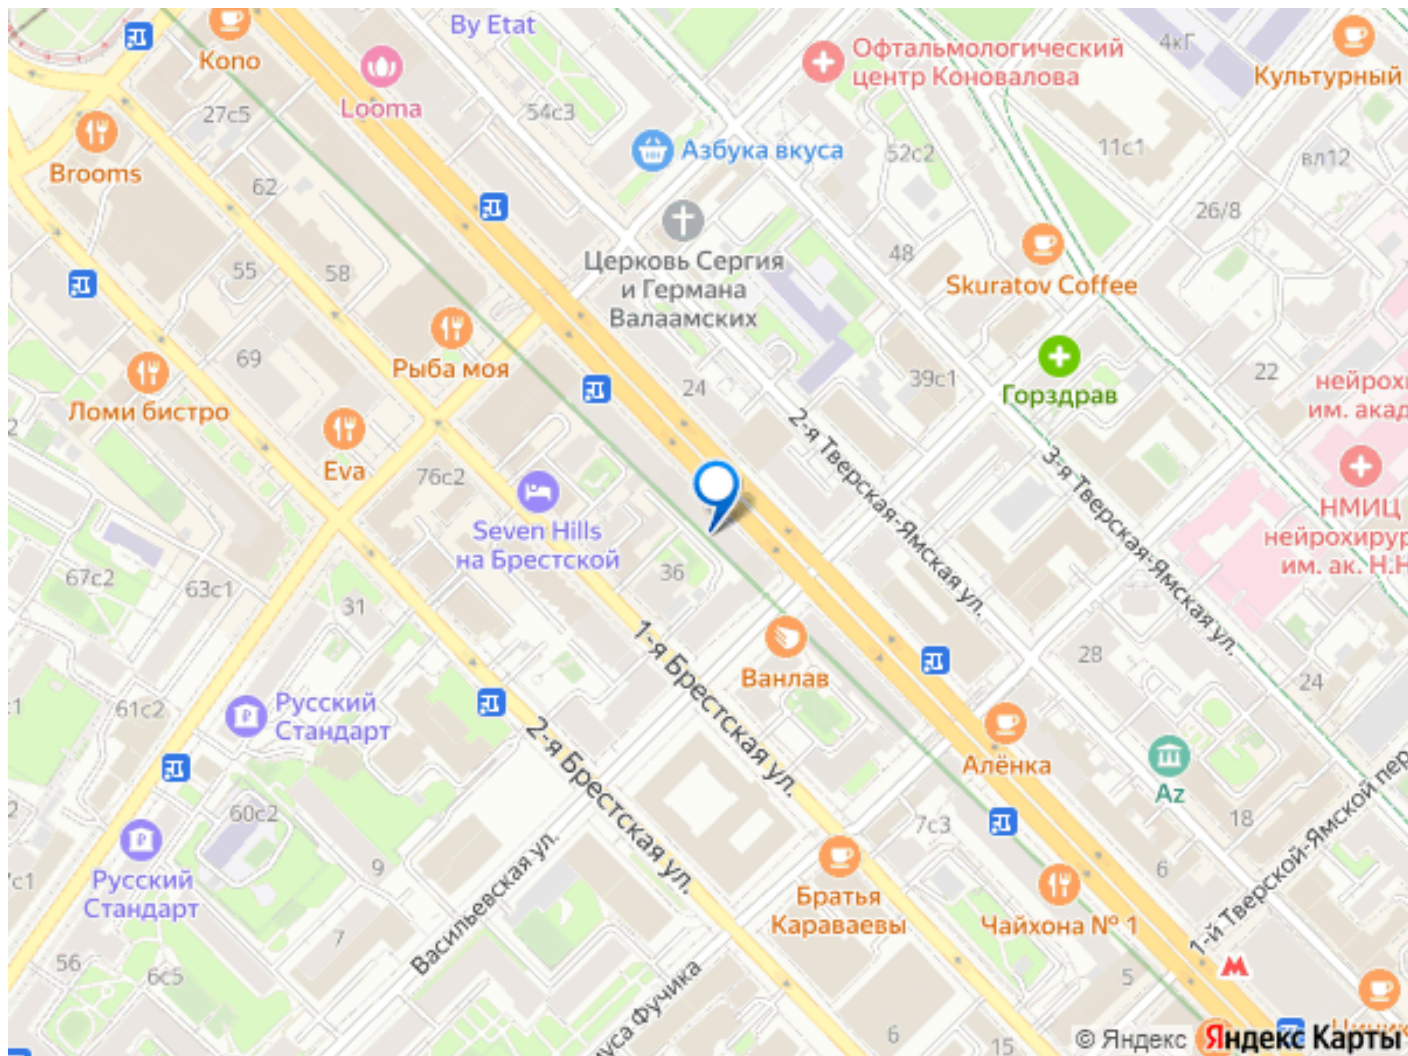 By Etat
Kono
Looma
Офтальмологический
центр Коновалова
4кГ
Культурный
27с5
54с3
Азбука вкуса
52с2
11с1
вл12
Brooms
62
26/8
Церковь Сергия
и Германа
Валаамских
48
Skuratov Coffee
55
58
Рыба моя
69
24
39с1
Горздрав
22
Ломи бистро
Eva
76с2
2-я Тверская-Ямская ул.
3-я Тверская-Ямская ул.
НМИЦ
Seven Hills
на Брестской
36
67с2
63с1
31
1-я Брестская ул.
Ванлав
28
24
Русский
Стандарт
61с2
2-я Брестская ул.
Алёнка
Az
60с2
7с3
18
1-й Тверской-Ямской пер
9
6
Русский
Стандарт
Васильевская ул.
Братья
Караваевы
Чайхона № 1
7
56
6с5
5
6
15
© Яндекс Яндекс Карты